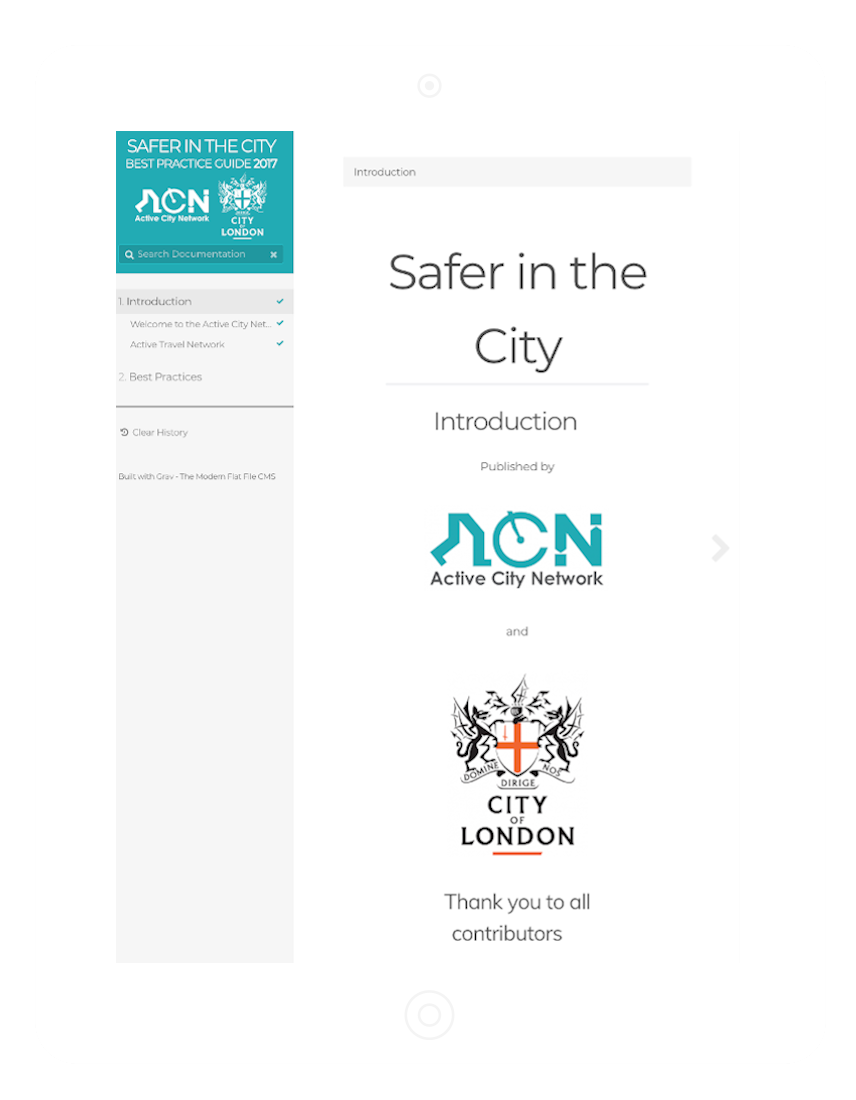 SAFER IN THE CITY
BEST PRACTICE GUIDE 2017
ACN
Active City Network
CITY
OF
LONDON
Search Documentation
1. Introduction
Welcome to the Active City Net...
Active Travel Network
2. Best Practices
Clear History
Built with Grav - The Modern Flat File CMS
Introduction
Safer in the
City
Introduction
Published by
ACN
Active City Network
and
DOMINE DIRIGE NOS
CITY
OF
LONDON
Thank you to all
contributors